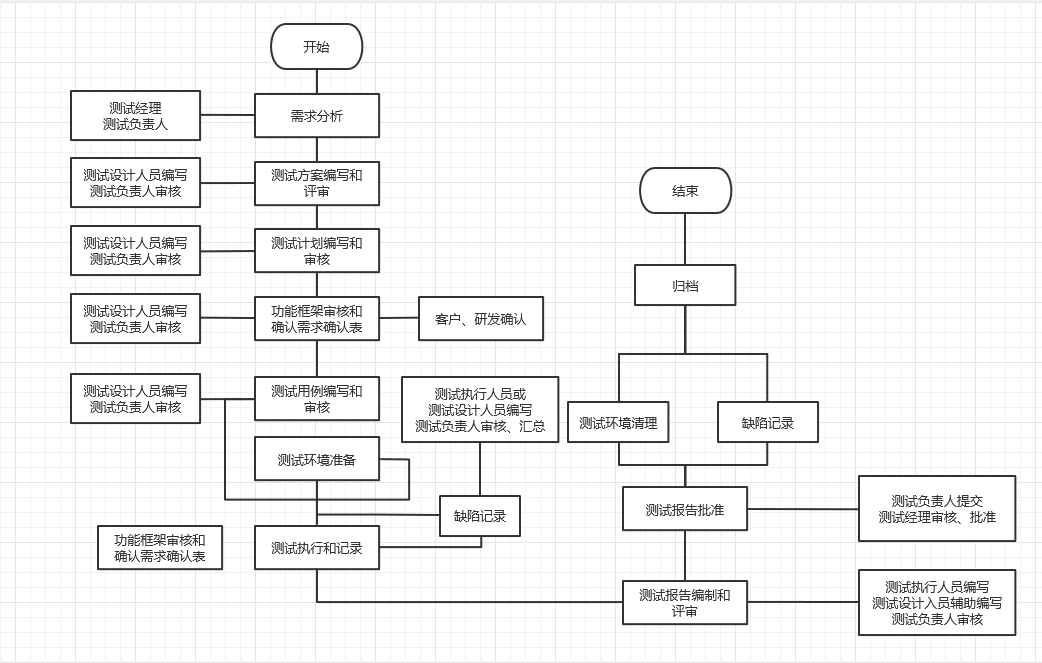 开始
测试经理
测试负责人
需求分析
测试设计人员编写
测试负责人审核
测试方案编写和
评审
测试设计人员编写
测试负责人审核
测试计划编写和
审核
测试设计人员编写
测试负责人审核
功能框架审核和
确认需求确认表
客户、研发确认
测试设计人员编写
测试负责人审核
测试用例编写和
审核
测试执行人员或
测试设计人员编写
测试负责人审核、汇总
测试环境准备
缺陷记录
功能框架审核和
确认需求确认表
测试执行和记录
结束
归档
测试环境清理
缺陷记录
测试报告批准
测试负责人提交
测试经理审核、批准
测试报告编制和
评审
测试执行人员编写
测试设计入员辅助编写
测试负责人审核